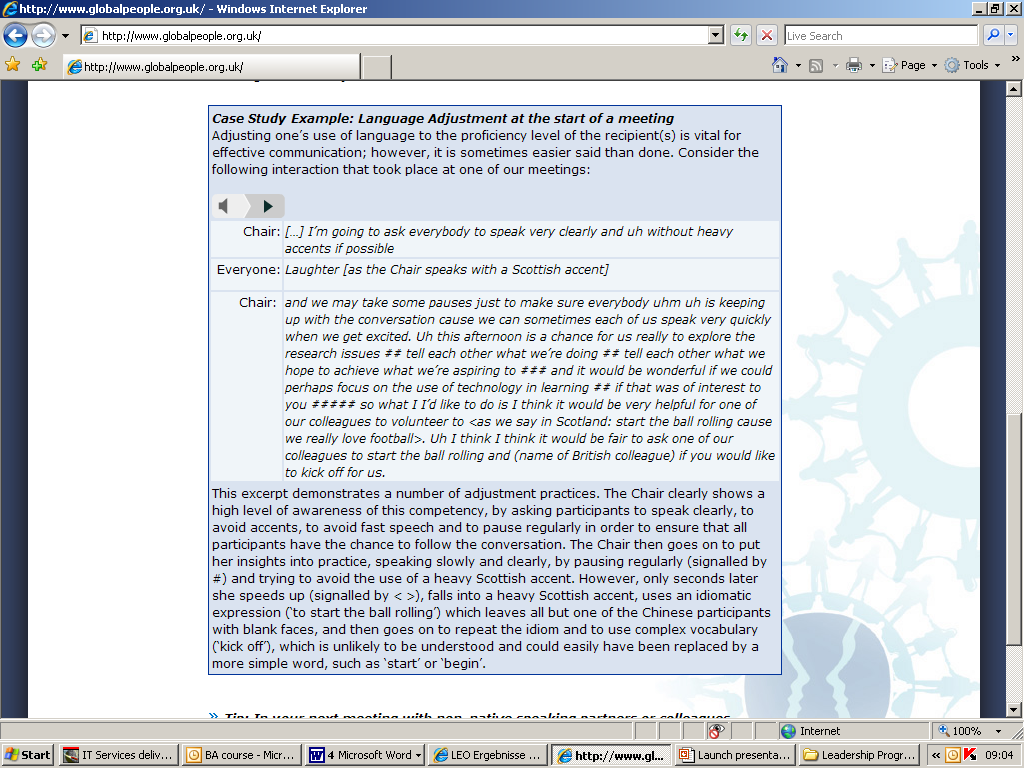 http://www.globalpeople.org.uk/ - Windows Internet Explorer
http://www.globalpeople.org.uk/
Live Search
http://www.globalpeople.org.uk/
Page
Tools
Case Study Example: Language Adjustment at the start of a meeting
Adjusting one's use of language to the proficiency level of the recipient(s) is vital for
effective communication; however, it is sometimes easier said than done. Consider the
following interaction that took place at one of our meetings:
Chair: […] I'm going to ask everybody to speak very clearly and uh without heavy
accents if possible
Everyone: Laughter [as the Chair speaks with a Scottish accent]
Chair: and we may take some pauses just to make sure everybody uhm uh is keeping
up with the conversation cause we can sometimes each of us speak very quickly
when we get excited. Uh this afternoon is a chance for us really to explore the
research issues ## tell each other what we're doing ## tell each other what we
hope to achieve what we're aspiring to ### and it would be wonderful if we could
perhaps focus on the use of technology in learning ## if that was of interest to
you ##### so what I I'd like to do is I think it would be very helpful for one of
our colleagues to volunteer to <as we say in Scotland: start the ball rolling cause
we really love football>. Uh I think I think it would be fair to ask one of our
colleagues to start the ball rolling and (name of British colleague) if you would like
to kick off for us.
This excerpt demonstrates a number of adjustment practices. The Chair clearly shows a
high level of awareness of this competency, by asking participants to speak clearly, to
avoid accents, to avoid fast speech and to pause regularly in order to ensure that all
participants have the chance to follow the conversation. The Chair then goes on to put
her insights into practice, speaking slowly and clearly, by pausing regularly (signalled by
#) and trying to avoid the use of a heavy Scottish accent. However, only seconds later
she speeds up (signalled by < >), falls into a heavy Scottish accent, uses an idiomatic
expression ('to start the ball rolling') which leaves all but one of the Chinese participants
with blank faces, and then goes on to repeat the idiom and to use complex vocabulary
('kick off'), which is unlikely to be understood and could easily have been replaced by a
more simple word, such as 'start' or 'begin'.
» Tip: In your next meeting with non-native speaking partners or colleagues
Internet
100%
Start
IT Services deliv...
BA course - Micr...
4 Microsoft Word
LEO Ergebnisse ...
http://www.gl...
Launch presenta...
Leadership Progr...
09:04